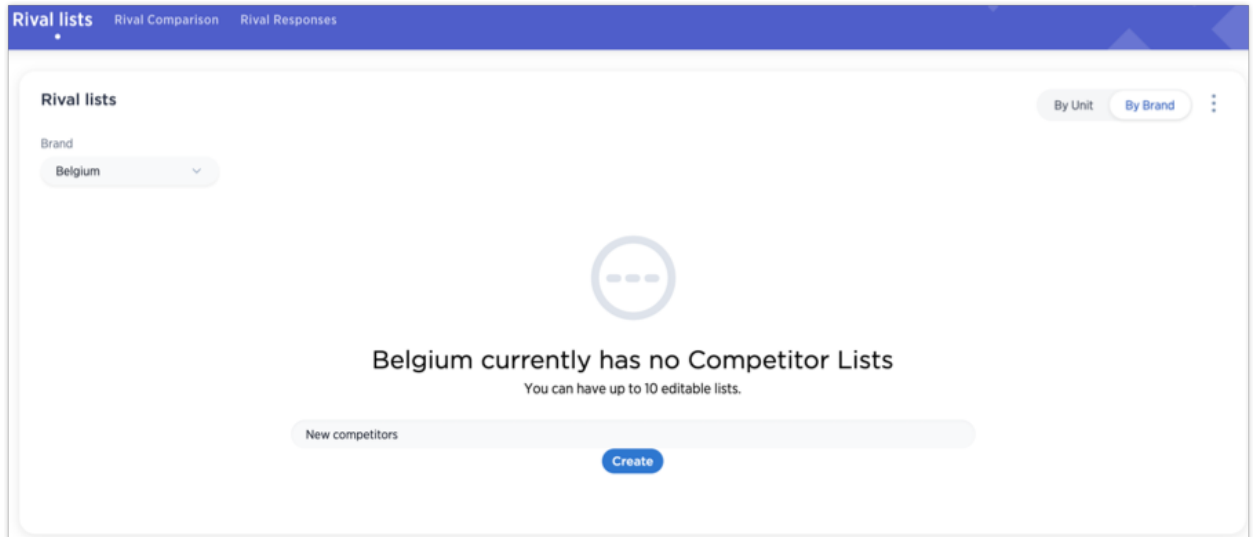 Rival lists Rival Comparison Rival Responses
Rival lists
By Unit By Brand
Brand
Belgium
Belgium currently has no Competitor Lists
You can have up to 10 editable lists.
New competitors
Create